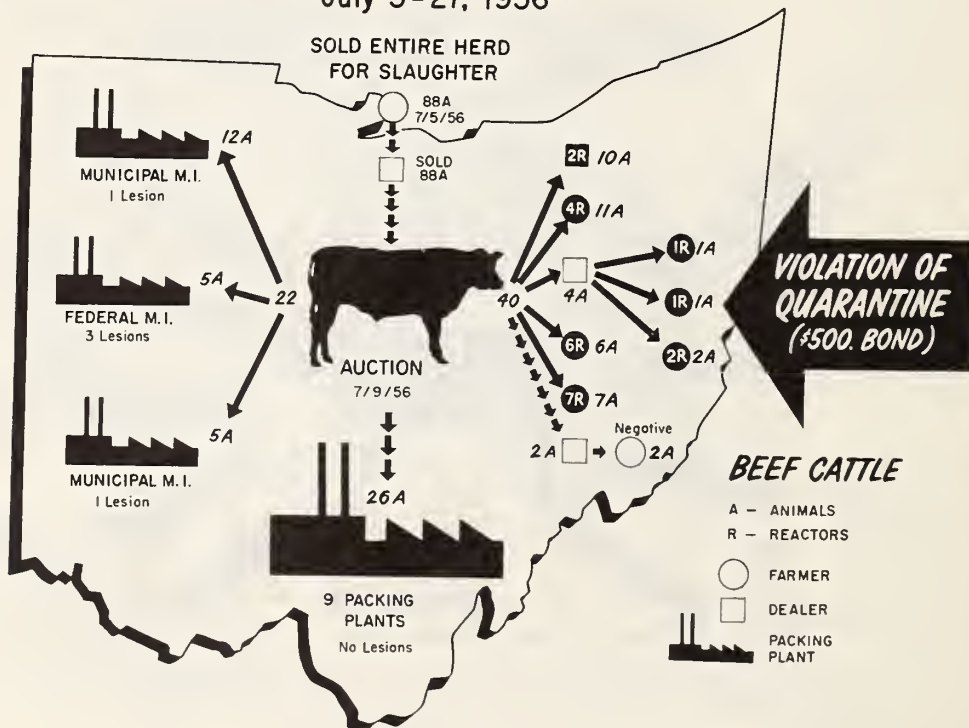 July 5-27, 1956
SOLD ENTIRE HERD
FOR SLAUGHTER
88A
7/5/56
SOLD
88A
12A
MUNICIPAL M.I.
1 Lesion
5A
FEDERAL M.I.
3 Lesions
5A
MUNICIPAL M.I.
1 Lesion
22
40
AUCTION
7/9/56
26A
9 PACKING
PLANTS
No Lesions
2R 10A
4R 11A
4A
1R 1A
1R 1A
2R 2A
6R 6A
7R 7A
2A
Negative
2A
VIOLATION OF
QUARANTINE
($500. BOND)
BEEF CATTLE
A - ANIMALS
R - REACTORS
FARMER
DEALER
PACKING
PLANT